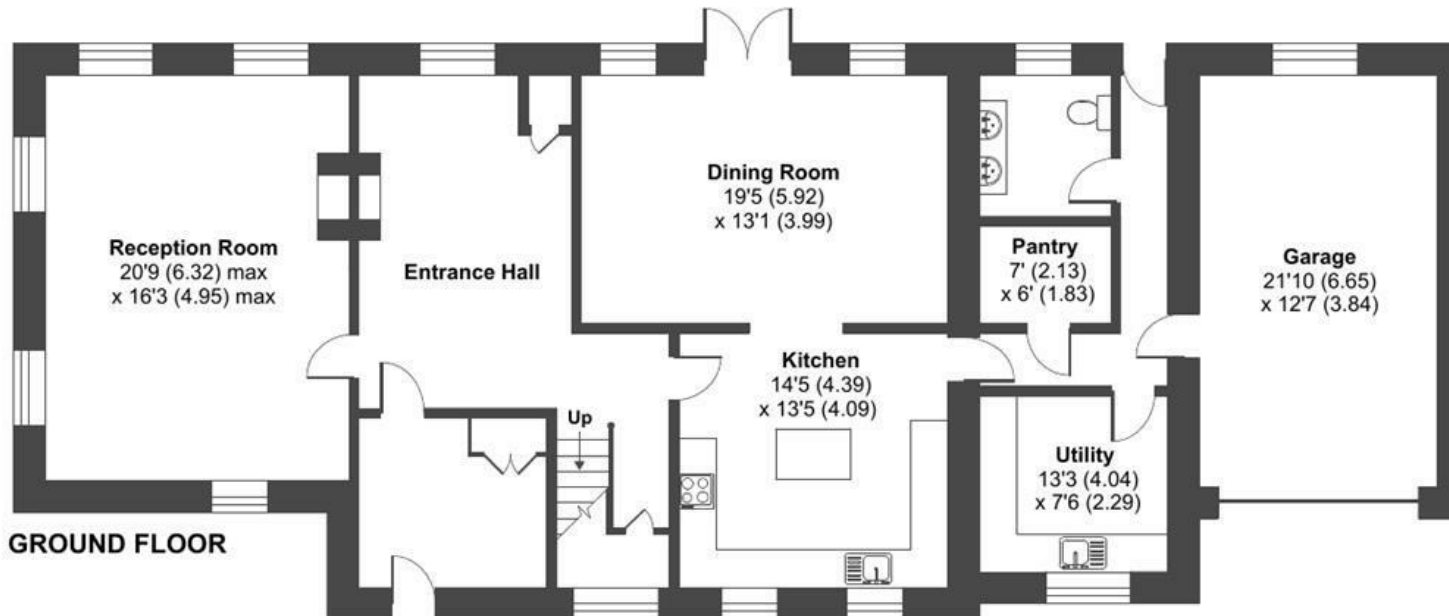 Reception Room
20'9 (6.32) max
x 16'3 (4.95) max
Entrance Hall
Dining Room
19'5 (5.92)
x 13'1 (3.99)
Pantry
7' (2.13)
x 6' (1.83)
Garage
21'10 (6.65)
x 12'7 (3.84)
Kitchen
14'5 (4.39)
x 13'5 (4.09)
Up
Utility
13'3 (4.04)
x 7'6 (2.29)
GROUND FLOOR